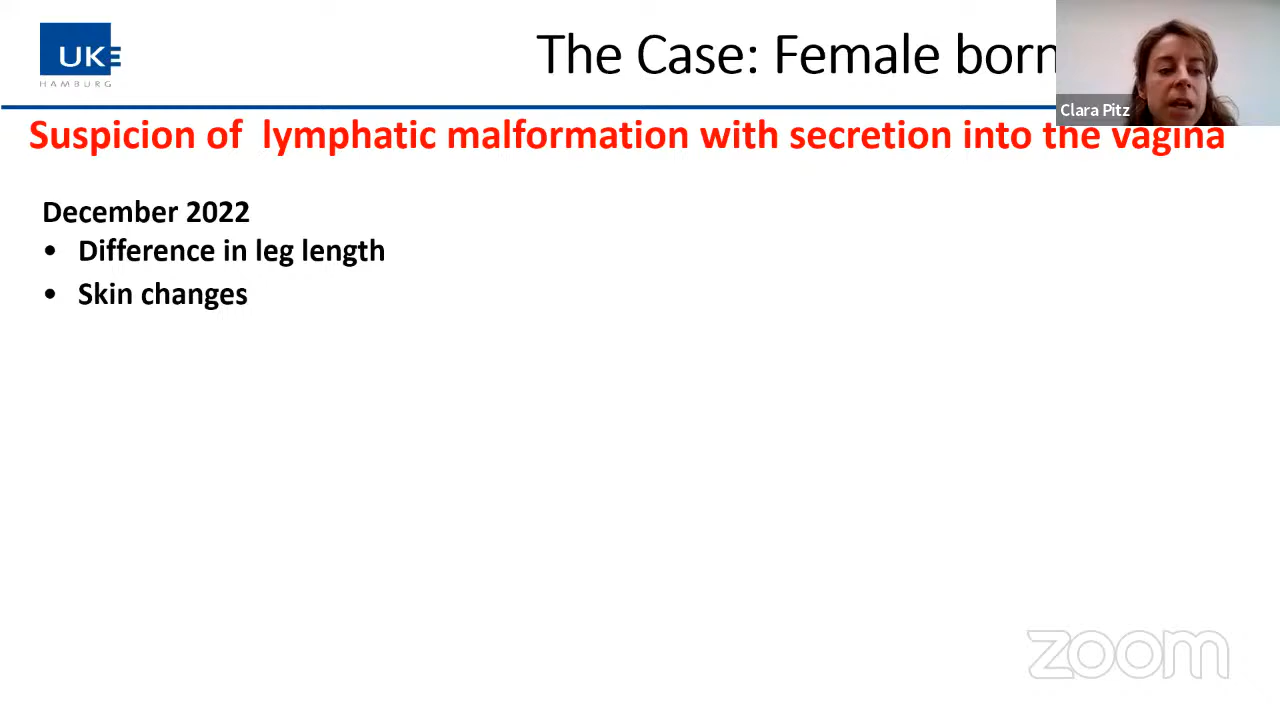 UKE
HAMBURG
The Case: Female born
Clara Pitz
Suspicion of lymphatic malformation with secretion into the vagina
December 2022
• Difference in leg length
• Skin changes
zoom